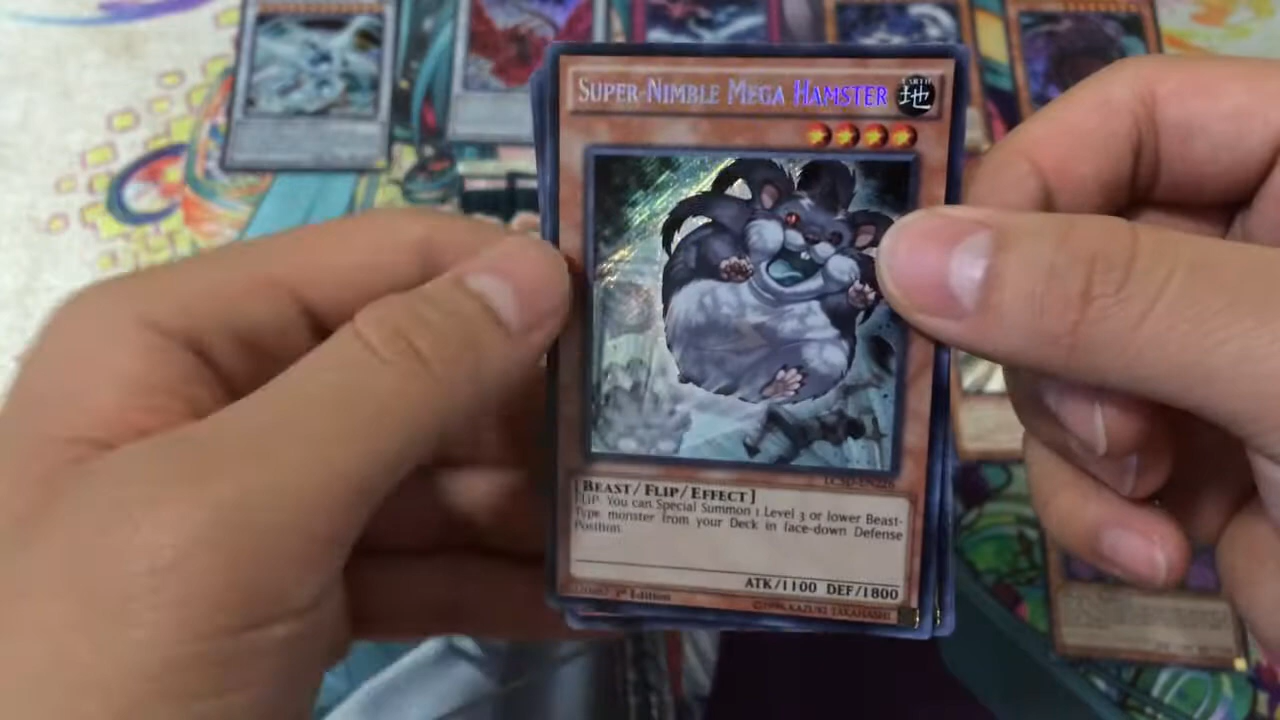 SUPER-NIMBLE MEGA HAMSTER
EARTH
地
[BEAST/FLIP/EFFECT]
FLIP: You can Special Summon 1 Level 3 or lower Beast-
Type monster from your Deck in face-down Defense
Position.
ATK/1100 DEF/1800
1st Edition
©1996 KAZUKI TAKAHASHI